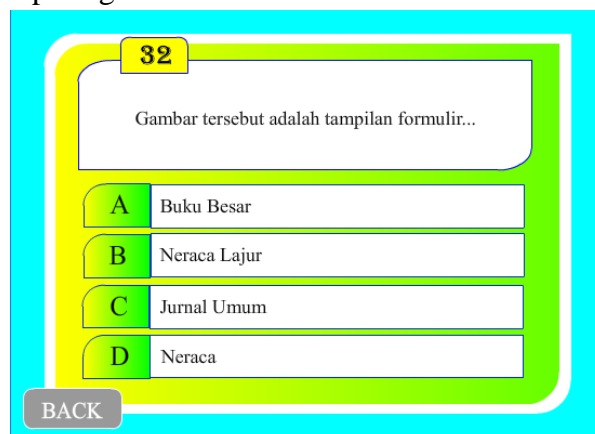 32
Gambar tersebut adalah tampilan formulir...
A Buku Besar
B Neraca Lajur
C Jurnal Umum
D Neraca
BACK